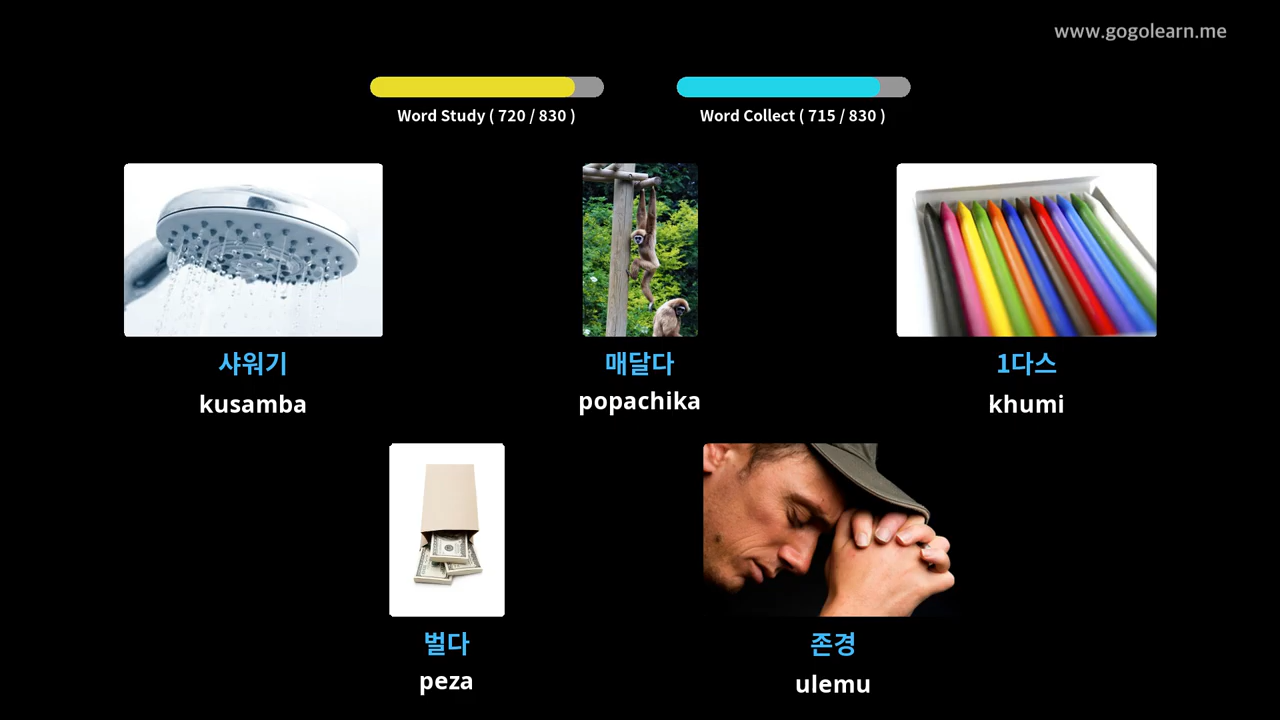 www.gogolearn.me
Word Study ( 720 / 830 )
Word Collect ( 715 / 830 )
샤워기
kusamba
매달다
popachika
1다스
khumi
벌다
peza
존경
ulemu